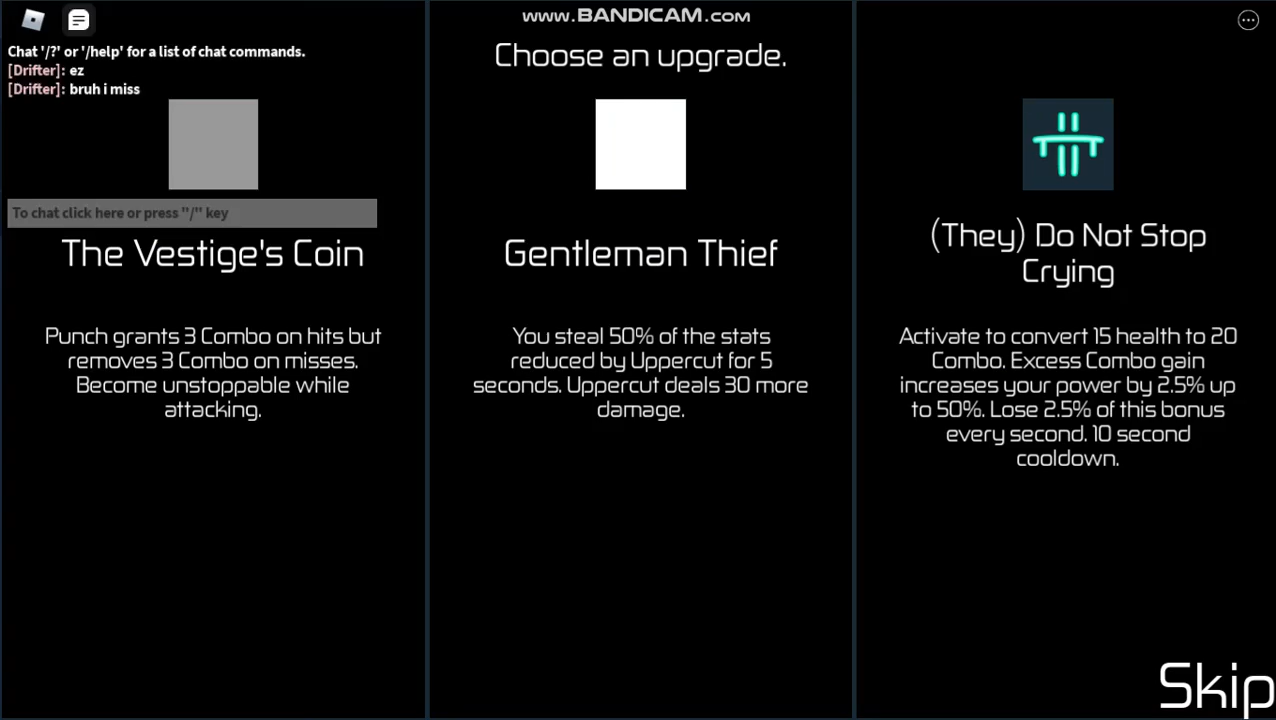 www.BANDICAM.com
Choose an upgrade.
Chat '/?' or '/help' for a list of chat commands.
[Drifter]: ez
[Drifter]: bruh i miss
To chat click here or press "/" key
The Vestige's Coin
Punch grants 3 Combo on hits but
removes 3 Combo on misses.
Become unstoppable while
attacking.
Gentleman Thief
You steal 50% of the stats
reduced by Uppercut for 5
seconds. Uppercut deals 30 more
damage.
(They) Do Not Stop
Crying
Activate to convert 15 health to 20
Combo. Excess Combo gain
increases your power by 2.5% up
to 50%. Lose 2.5% of this bonus
every second. 10 second
cooldown.
Skip